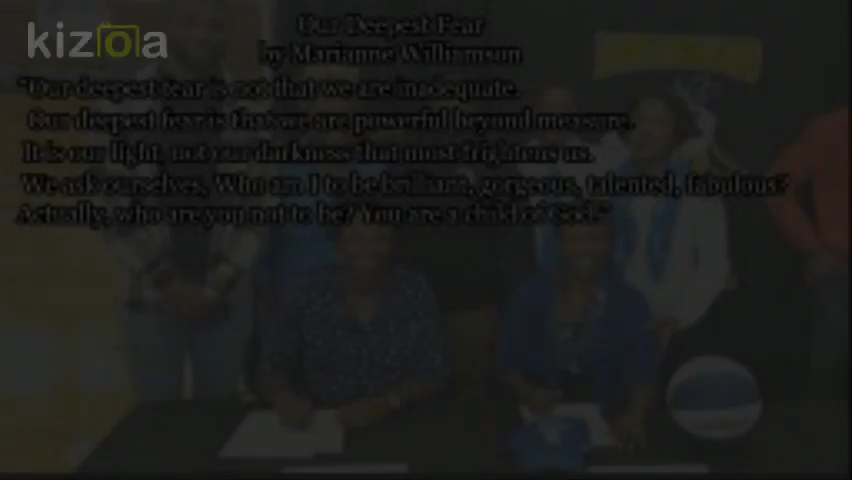 kizoa
Our Deepest Fear
by Marianne Williamson
"Our deepest fear is not that we are inadequate.
Our deepest fear is that we are powerful beyond measure.
It is our light, not our darkness that most frightens us.
We ask ourselves, Who am I to be brilliant, gorgeous, talented, fabulous?
Actually, who are you not to be? You are a child of God."